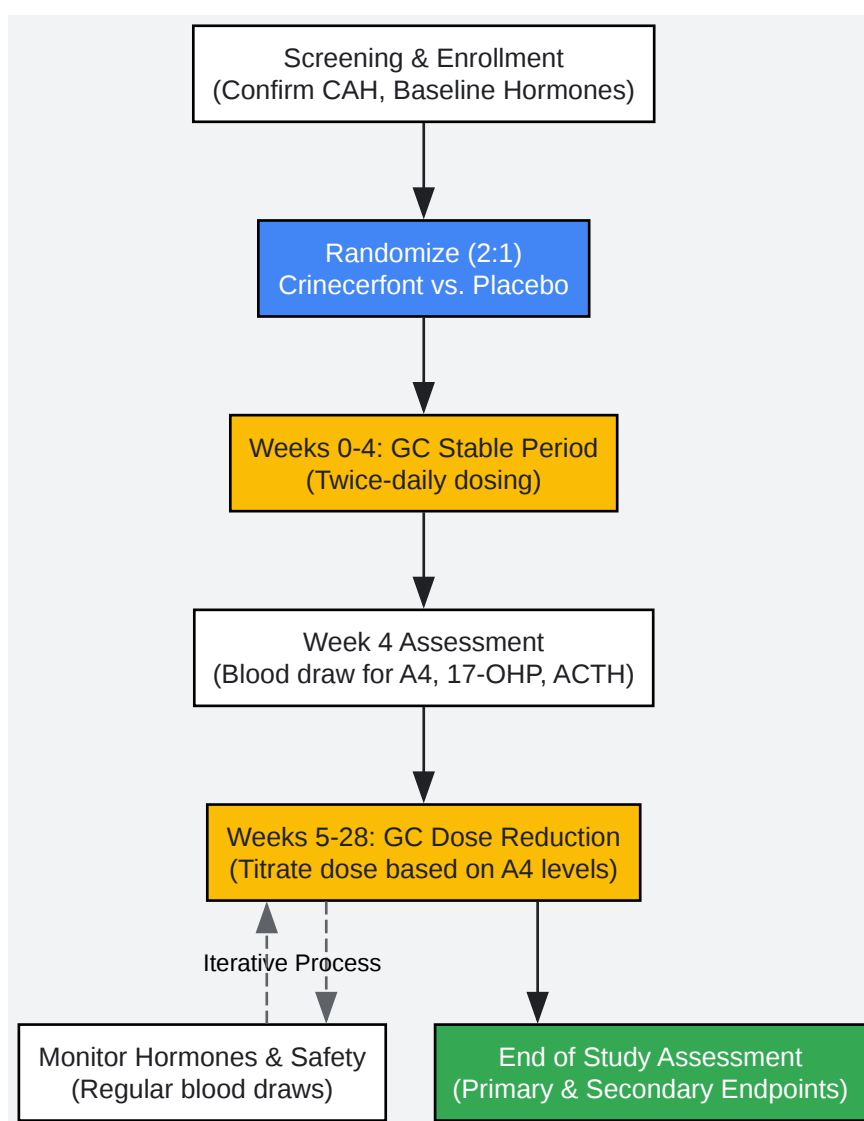 Screening & Enrollment
(Confirm CAH, Baseline Hormones)
Randomize (2:1)
Crinecerfont vs. Placebo
Weeks 0-4: GC Stable Period
(Twice-daily dosing)
Week 4 Assessment
(Blood draw for A4, 17-OHP, ACTH)
Weeks 5-28: GC Dose Reduction
(Titrate dose based on A4 levels)
Iterative Process
Monitor Hormones & Safety
(Regular blood draws)
End of Study Assessment
(Primary & Secondary Endpoints)